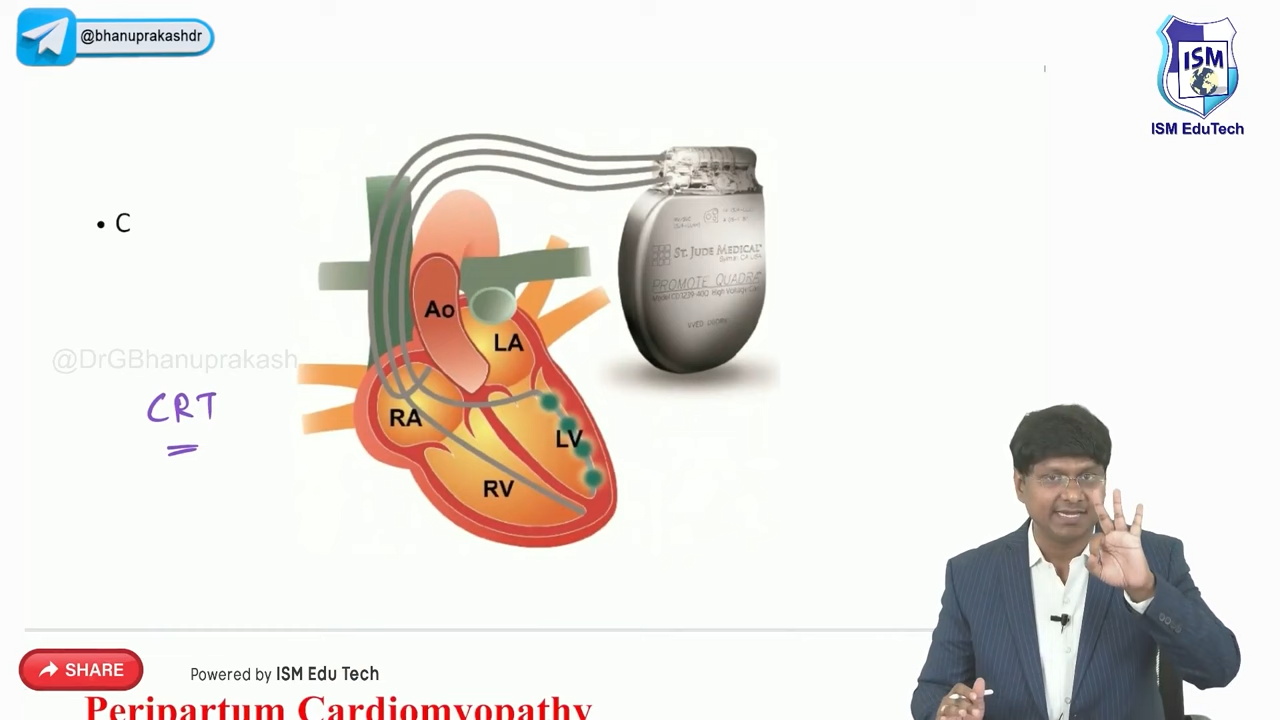 @bhanuprakashdr
ISM
ISM EduTech
• C
ST. JUDE MEDICAL
PROMOTE QUADRA
Ao
LA
@DrGBhanuprakash
CRT
RA
LV
RV
SHARE
Powered by ISM Edu Tech
Peripartum Cardiomyopathy